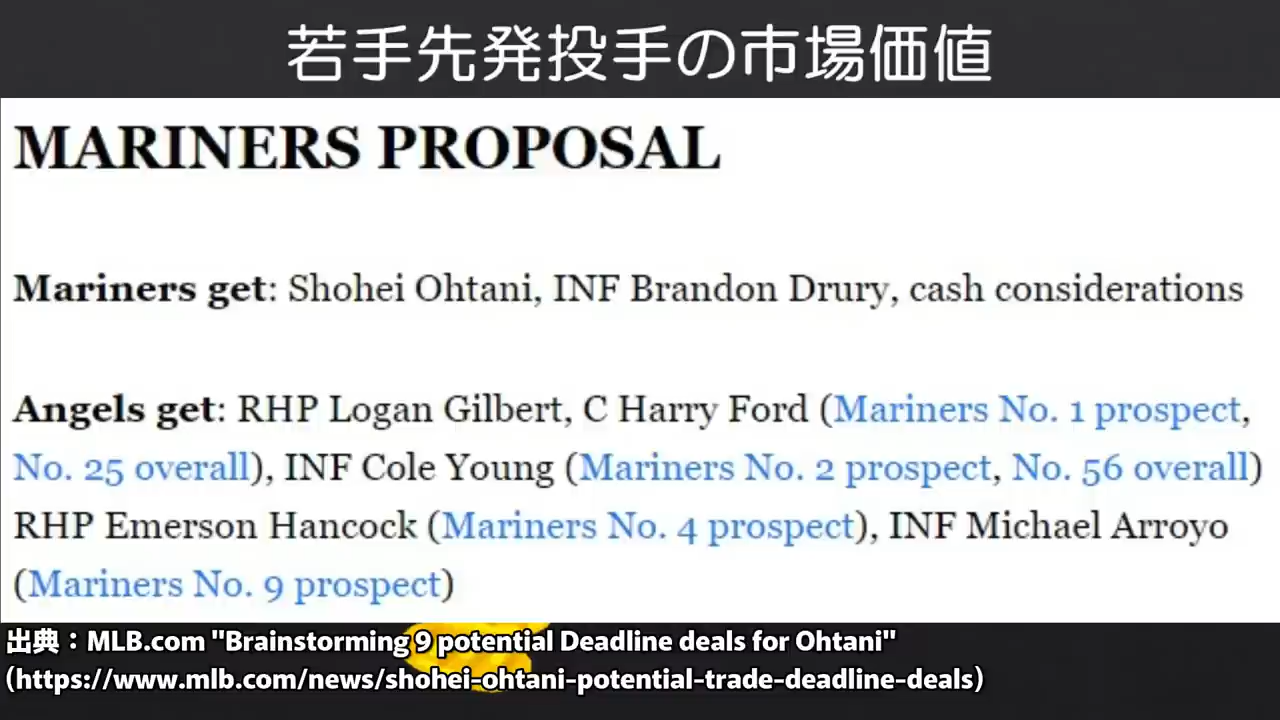 若手先発投手の市場価値
MARINERS PROPOSAL
Mariners get: Shohei Ohtani, INF Brandon Drury, cash considerations
Angels get: RHP Logan Gilbert, C Harry Ford (Mariners No. 1 prospect,
No. 25 overall), INF Cole Young (Mariners No. 2 prospect, No. 56 overall)
RHP Emerson Hancock (Mariners No. 4 prospect), INF Michael Arroyo
(Mariners No. 9 prospect)
出典：MLB.com "Brainstorming 9 potential Deadline deals for Ohtani"
(https://www.mlb.com/news/shohei-ohtani-potential-trade-deadline-deals)